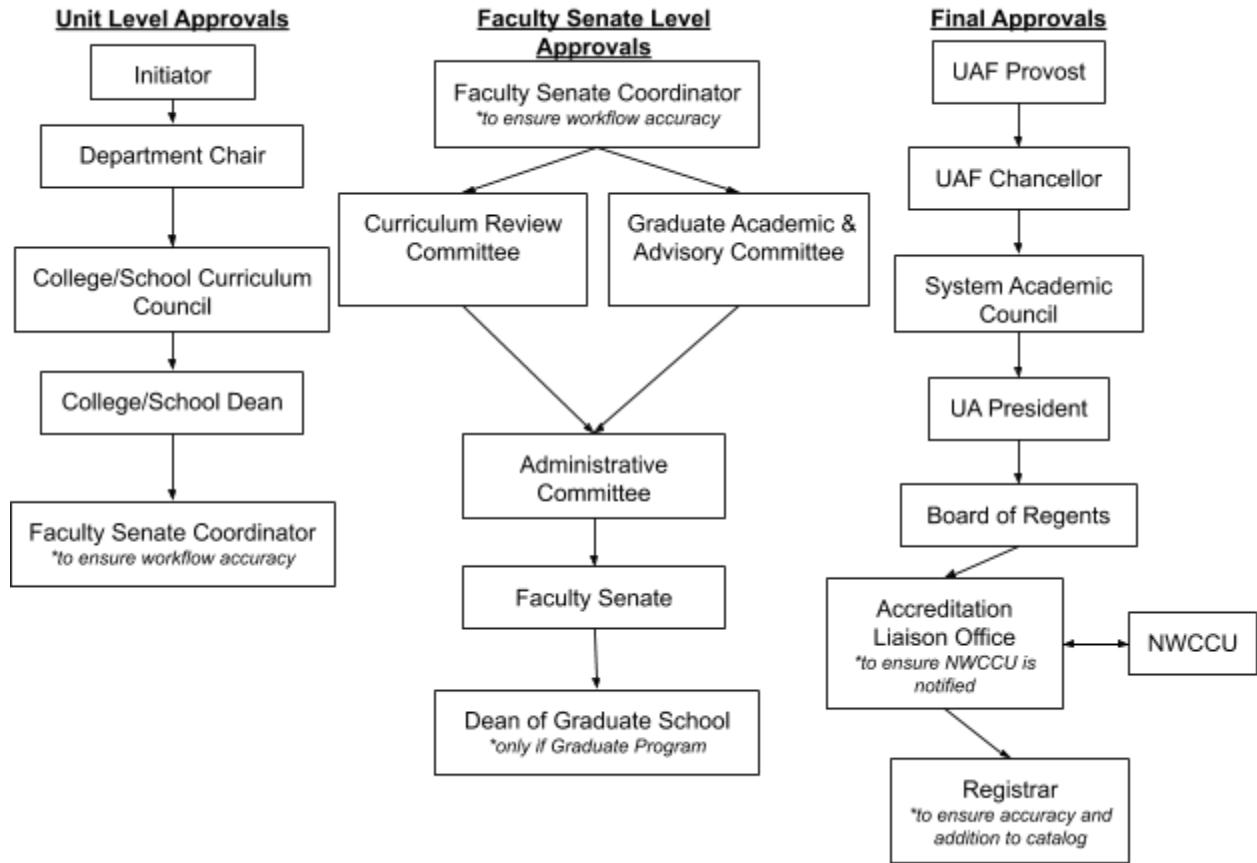 Unit Level Approvals
Initiator
Department Chair
College/School Curriculum
Council
College/School Dean
Faculty Senate Coordinator
*to ensure workflow accuracy
Faculty Senate Level
Approvals
Faculty Senate Coordinator
*to ensure workflow accuracy
Curriculum Review
Committee
Graduate Academic &
Advisory Committee
Administrative
Committee
Faculty Senate
Dean of Graduate School
*only if Graduate Program
Final Approvals
UAF Provost
UAF Chancellor
System Academic
Council
UA President
Board of Regents
Accreditation
Liaison Office
*to ensure NWCCU is
notified
NWCCU
Registrar
*to ensure accuracy and
addition to catalog